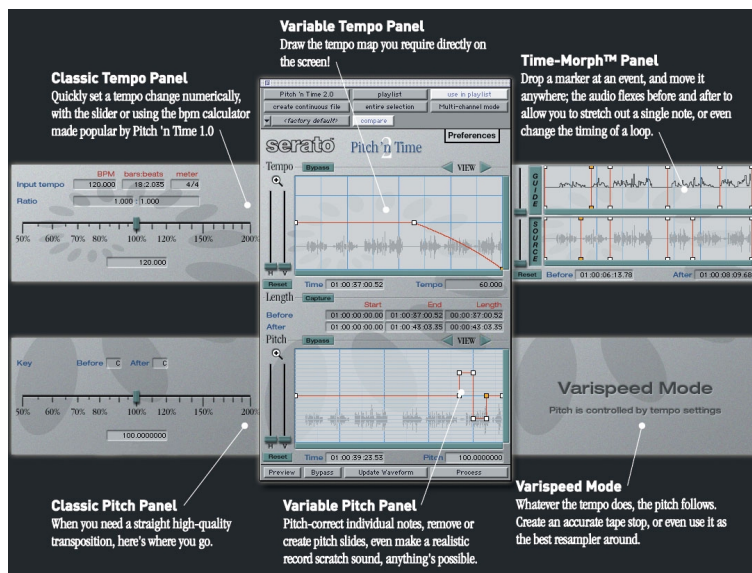 Variable Tempo Panel
Draw the tempo map you require directly on
the screen!
Classic Tempo Panel
Quickly set a tempo change numerically,
with the slider or using the bpm calculator
made popular by Pitch 'n Time 1.0
Time-Morph™ Panel
Drop a marker at an event, and move it
anywhere; the audio flexes before and after to
allow you to stretch out a single note, or even
change the timing of a loop.
Pitch 'n Time 2.0 playlist use in playlist
create continuous file entire selection Multi-channel mode
<factory default> compare
Preferences
serato Pitch 'n Time 2
Tempo Bypass VIEW
H V
Reset Time 01:00:37:00.52 Tempo 60.000
Length Capture
Start End Length
Before 01:00:00:00.00 01:00:37:00.52 00:00:37:00.52
After 01:00:00:00.00 01:00:43:03.35 00:00:43:03.35
Pitch Bypass VIEW
H V
Reset Time 01:00:39:23.53 Pitch 100.0000000
Preview Bypass Update Waveform Process
BPM bars:beats meter
Input tempo 120.000 18:2.035 4/4
Ratio 1.000 : 1.000
50% 60% 70% 80% 100% 120% 150% 200%
120.000
GUIDE
SOURCE
Reset Before 01:00:06:13.78 After 01:00:08:09.68
Key Before C After C
50% 60% 70% 80% 100% 120% 150% 200%
100.0000000
Varispeed Mode
Pitch is controlled by tempo settings
Classic Pitch Panel
When you need a straight high-quality
transposition, here's where you go.
Variable Pitch Panel
Pitch-correct individual notes, remove or
create pitch slides, even make a realistic
record scratch sound, anything's possible.
Varispeed Mode
Whatever the tempo does, the pitch follows.
Create an accurate tape stop, or even use it as
the best resampler around.